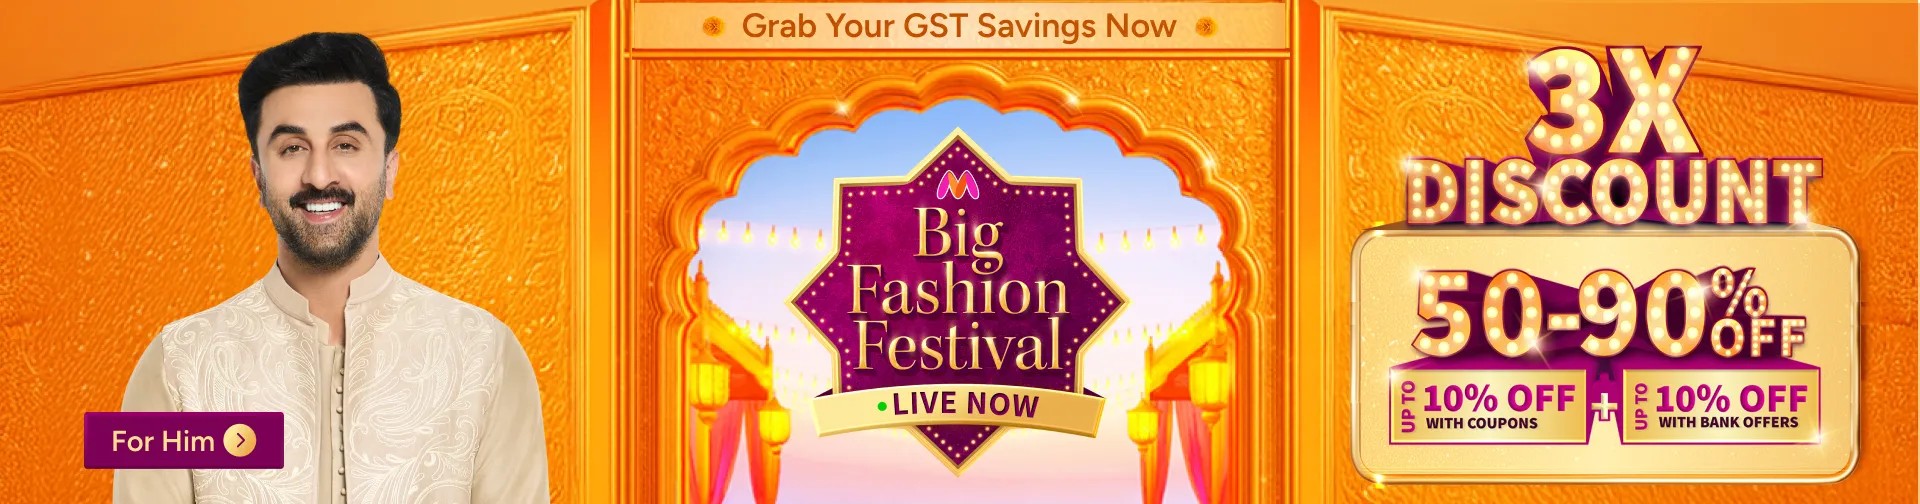 Grab Your GST Savings Now
For Him
Big
Fashion
Festival
LIVE NOW
3X
DISCOUNT
50-90% OFF
UP TO 10% OFF
WITH COUPONS
+
UP TO 10% OFF
WITH BANK OFFERS